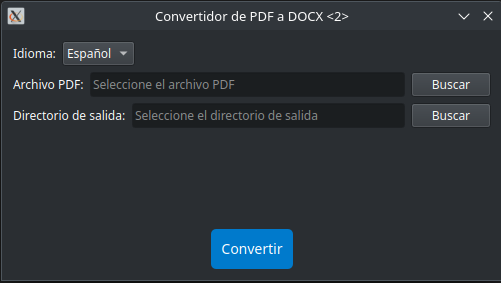 Convertidor de PDF a DOCX <2>
Idioma: Español
Archivo PDF: Seleccione el archivo PDF Buscar
Directorio de salida: Seleccione el directorio de salida Buscar
Convertir